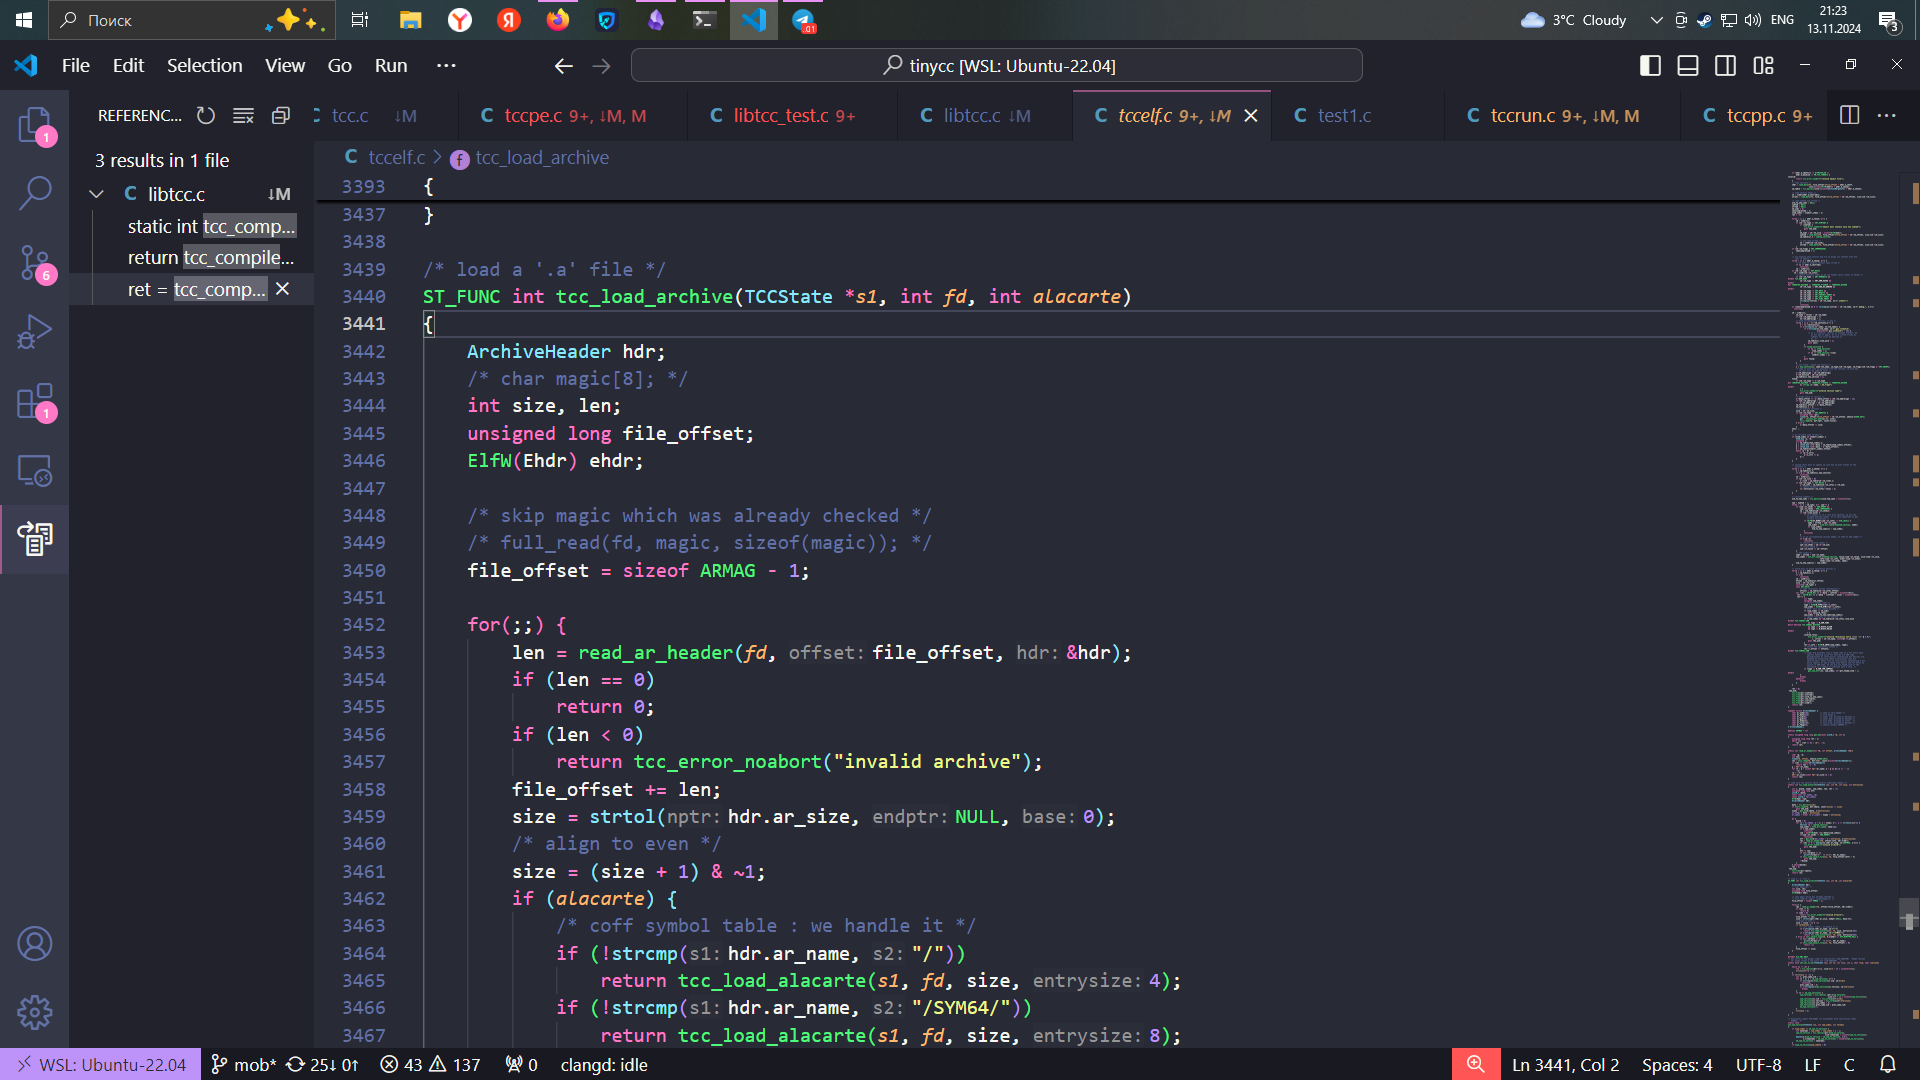 Поиск
3°C Cloudy
ENG
21:23
13.11.2024
3
.01
File Edit Selection View Go Run ···
tinycc [WSL: Ubuntu-22.04]
REFERENC...
tcc.c ↓M
C tccpe.c 9+, ↓M, M
C libtcc_test.c 9+
C libtcc.c ↓M
C tccelf.c 9+, ↓M
C test1.c
C tccrun.c 9+, ↓M, M
C tccpp.c 9+
1
6
1
3 results in 1 file
C libtcc.c ↓M
static int tcc_comp...
return tcc_compile...
ret = tcc_comp...
C tccelf.c > f tcc_load_archive
3393 {
3437 }
3438
3439 /* load a '.a' file */
3440 ST_FUNC int tcc_load_archive(TCCState *s1, int fd, int alacarte)
3441 {
3442     ArchiveHeader hdr;
3443     /* char magic[8]; */
3444     int size, len;
3445     unsigned long file_offset;
3446     ElfW(Ehdr) ehdr;
3447
3448     /* skip magic which was already checked */
3449     /* full_read(fd, magic, sizeof(magic)); */
3450     file_offset = sizeof ARMAG - 1;
3451
3452     for(;;) {
3453         len = read_ar_header(fd, offset: file_offset, hdr: &hdr);
3454         if (len == 0)
3455             return 0;
3456         if (len < 0)
3457             return tcc_error_noabort("invalid archive");
3458         file_offset += len;
3459         size = strtol(nptr: hdr.ar_size, endptr: NULL, base: 0);
3460         /* align to even */
3461         size = (size + 1) & ~1;
3462         if (alacarte) {
3463             /* coff symbol table : we handle it */
3464             if (!strcmp(s1: hdr.ar_name, s2: "/"))
3465                 return tcc_load_alacarte(s1, fd, size, entrysize: 4);
3466             if (!strcmp(s1: hdr.ar_name, s2: "/SYM64/"))
3467                 return tcc_load_alacarte(s1, fd, size, entrysize: 8);
WSL: Ubuntu-22.04 mob* 25↓ 0↑ 43 137 0 clangd: idle
Ln 3441, Col 2 Spaces: 4 UTF-8 LF C